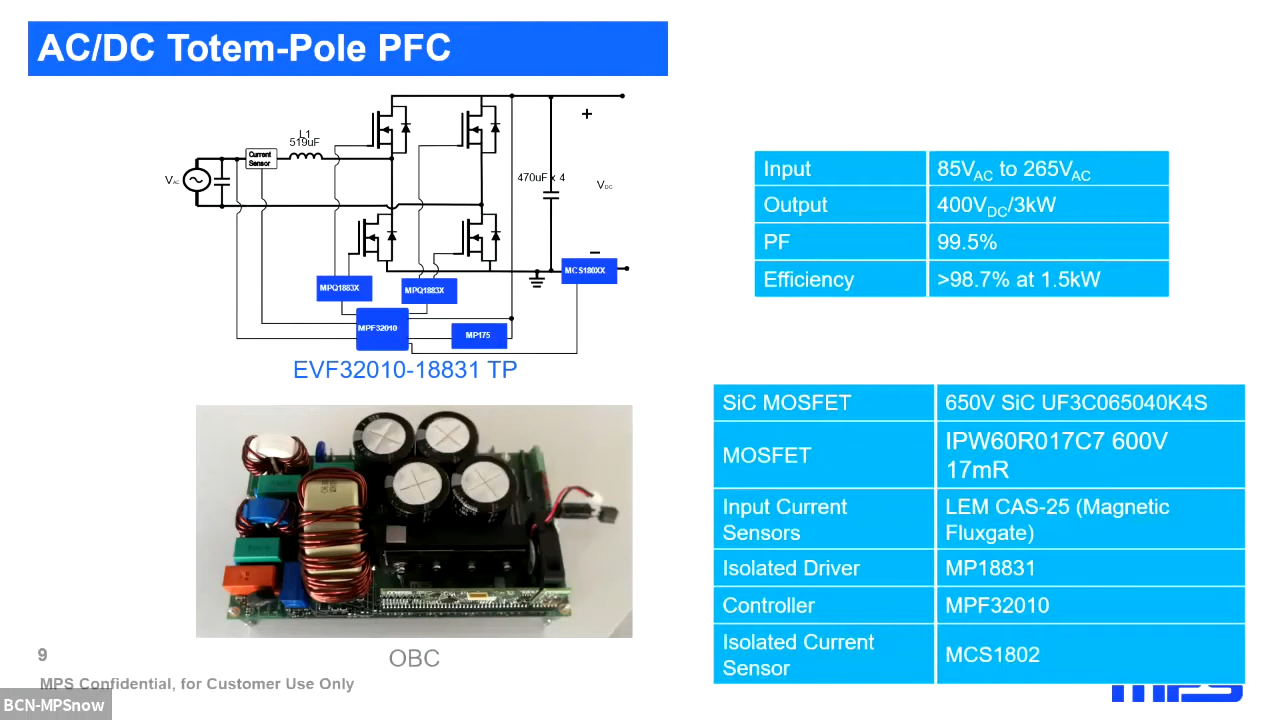 AC/DC Totem-Pole PFC
L1
519uF
Current
Sensor
VAC
470uF x 4
+
VDC
−
MCS180XX
MPQ1883X
MPQ1883X
MPF32010
MP175
EVF32010-18831 TP
Input 85VAC to 265VAC
Output 400VDC/3kW
PF 99.5%
Efficiency >98.7% at 1.5kW
SiC MOSFET 650V SiC UF3C065040K4S
MOSFET IPW60R017C7 600V
17mR
Input Current LEM CAS-25 (Magnetic
Sensors Fluxgate)
Isolated Driver MP18831
Controller MPF32010
Isolated Current
Sensor MCS1802
OBC
9
MPS Confidential, for Customer Use Only
BCN-MPSnow
mps